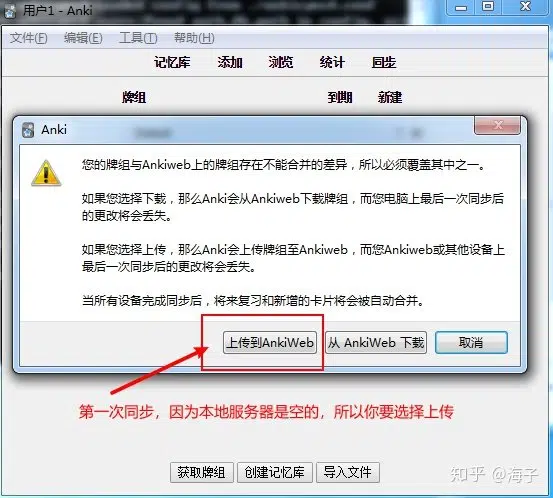 用户1 - Anki
文件(F) 编辑(E) 工具(T) 帮助(H)
记忆库 添加 浏览 统计 同步
牌组 到期 新建
Anki
您的牌组与Ankiweb上的牌组存在不能合并的差异，所以必须覆盖其中之一。
如果您选择下载，那么Anki会从Ankiweb下载牌组，而您电脑上最后一次同步后
的更改将会丢失。
如果您选择上传，那么Anki会上传牌组至Ankiweb，而您Ankiweb或其他设备上
最后一次同步后的更改将会丢失。
当所有设备完成同步后，将来复习和新增的卡片将会被自动合并。
上传到AnkiWeb 从 AnkiWeb 下载 取消
第一次同步，因为本地服务器是空的，所以你要选择上传
获取牌组 创建记忆库 导入文件
知乎 @海子